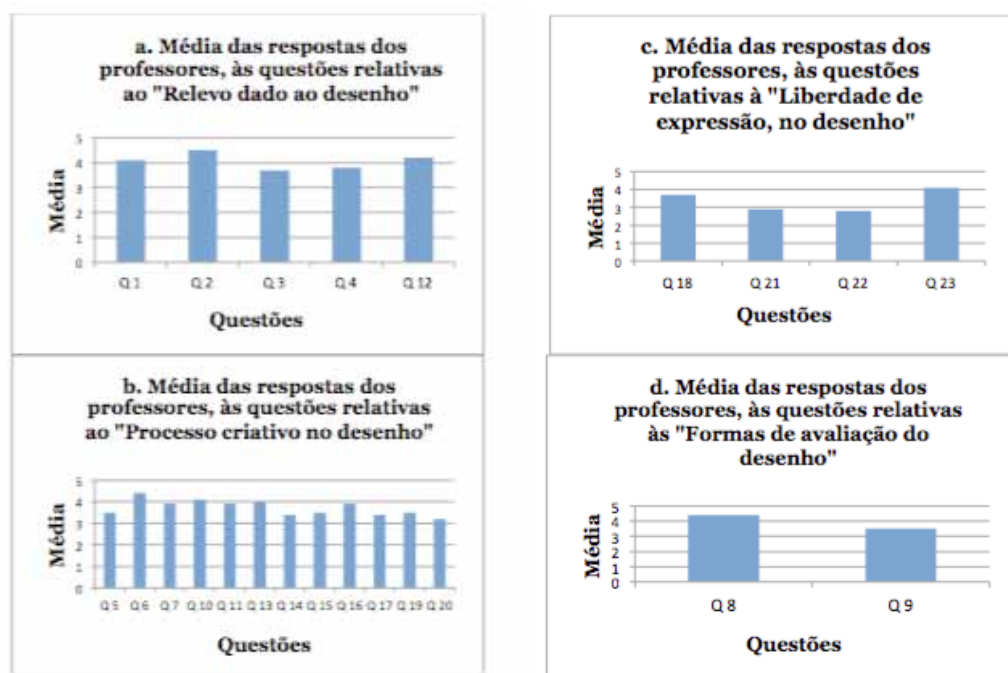 a. Média das respostas dos
professores, às questões relativas
ao "Relevo dado ao desenho"
Média
5
4
3
2
1
0
Q 1 Q 2 Q 3 Q 4 Q 12
Questões
b. Média das respostas dos
professores, às questões relativas
ao "Processo criativo no desenho"
Média
5
4
3
2
1
0
Q 5 Q 6 Q 7 Q 10 Q 11 Q 13 Q 14 Q 15 Q 16 Q 17 Q 19 Q 20
Questões
c. Média das respostas dos
professores, às questões
relativas à "Liberdade de
expressão, no desenho"
Média
5
4
3
2
1
0
Q 18 Q 21 Q 22 Q 23
Questões
d. Média das respostas dos
professores, às questões relativas
às "Formas de avaliação do
desenho"
Média
5
4
3
2
1
0
Q 8 Q 9
Questões